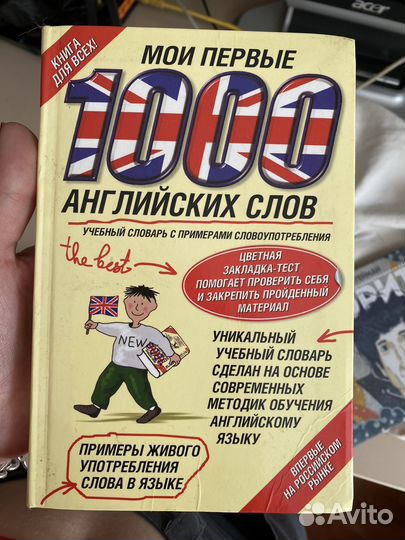 КНИГА
ДЛЯ ВСЕХ!
acer
МОИ ПЕРВЫЕ
1000
АНГЛИЙСКИХ СЛОВ
УЧЕБНЫЙ СЛОВАРЬ С ПРИМЕРАМИ СЛОВОУПОТРЕБЛЕНИЯ
the best
ЦВЕТНАЯ
ЗАКЛАДКА-ТЕСТ
ПОМОГАЕТ ПРОВЕРИТЬ СЕБЯ
И ЗАКРЕПИТЬ ПРОЙДЕННЫЙ
МАТЕРИАЛ
NEW
УНИКАЛЬНЫЙ
УЧЕБНЫЙ СЛОВАРЬ
СДЕЛАН НА ОСНОВЕ
СОВРЕМЕННЫХ
МЕТОДИК ОБУЧЕНИЯ
АНГЛИЙСКОМУ
ЯЗЫКУ
ПРИМЕРЫ ЖИВОГО
УПОТРЕБЛЕНИЯ
СЛОВА В ЯЗЫКЕ
ВПЕРВЫЕ
НА РОССИЙСКОМ
РЫНКЕ
Avito